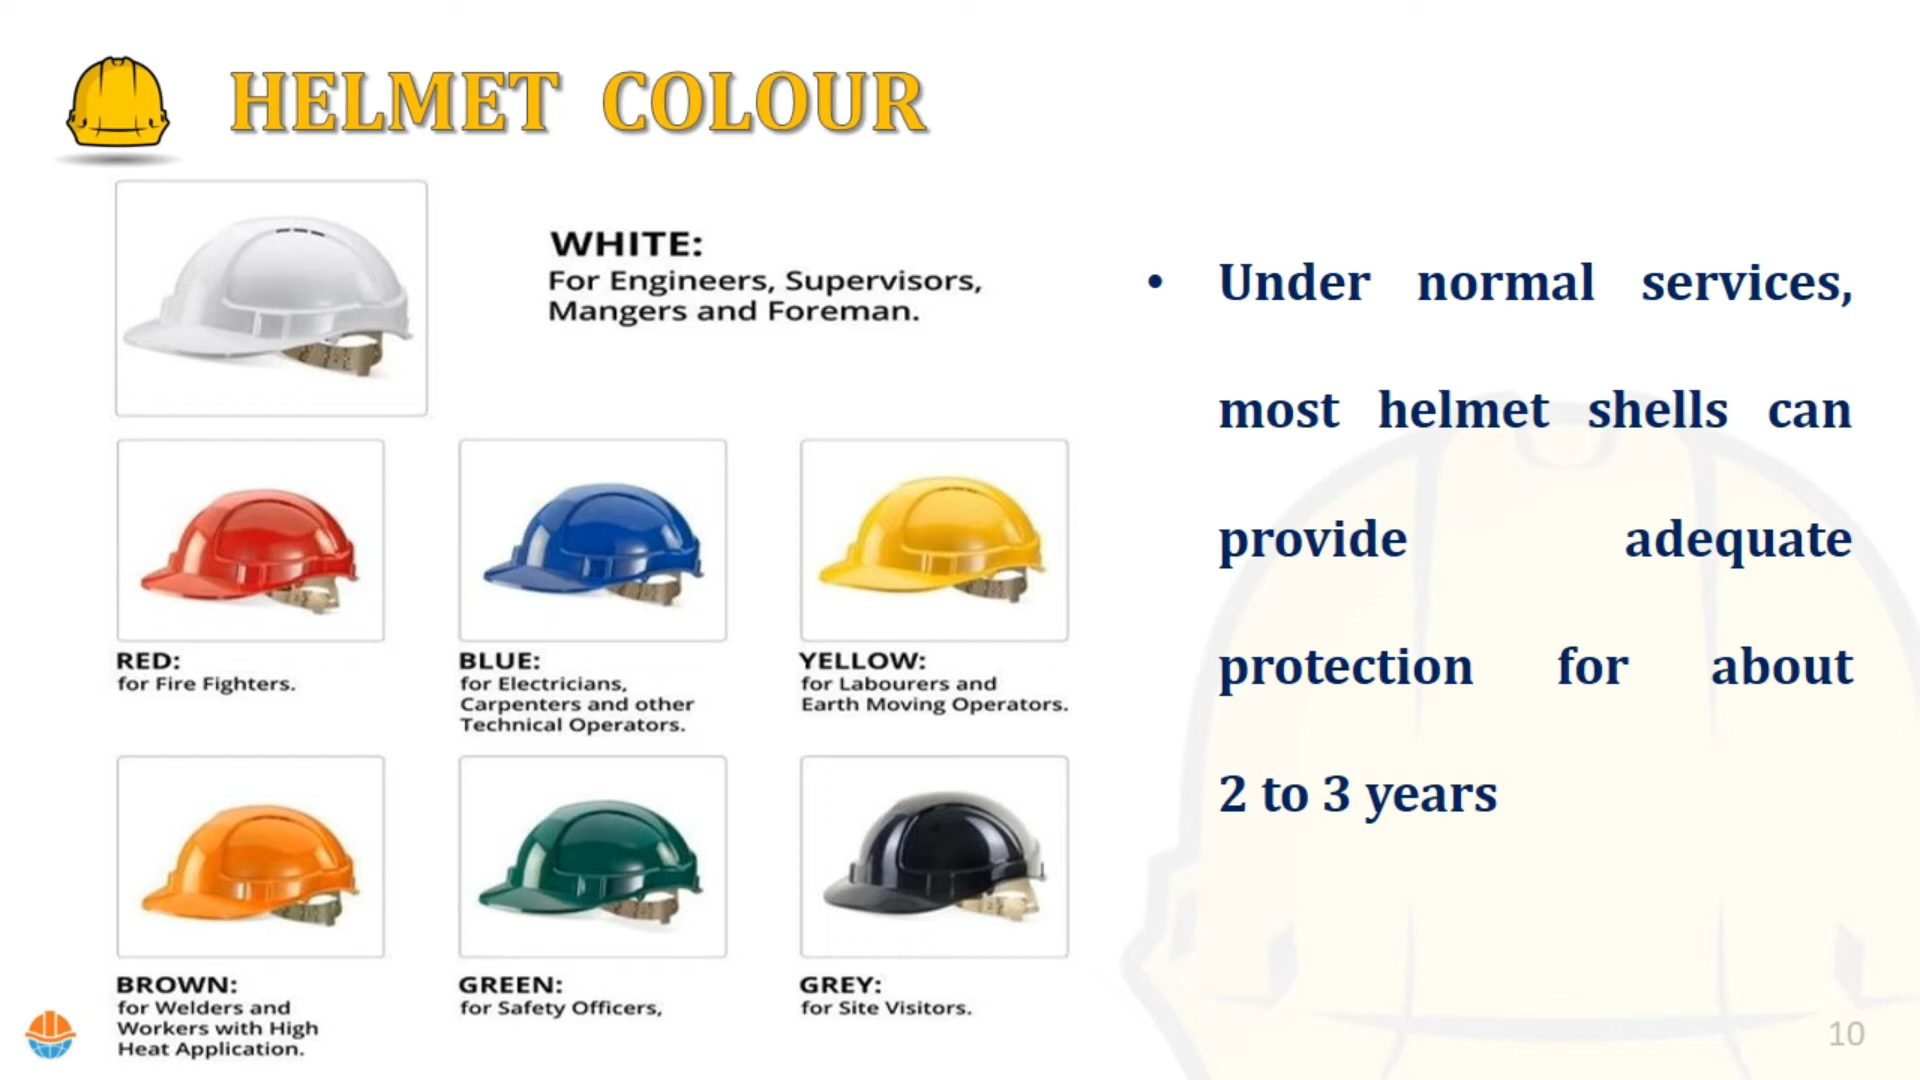 HELMET COLOUR
WHITE:
For Engineers, Supervisors,
Mangers and Foreman.
RED:
for Fire Fighters.
BLUE:
for Electricians,
Carpenters and other
Technical Operators.
YELLOW:
for Labourers and
Earth Moving Operators.
BROWN:
for Welders and
Workers with High
Heat Application.
GREEN:
for Safety Officers,
GREY:
for Site Visitors.
• Under normal services,
most helmet shells can
provide adequate
protection for about
2 to 3 years
10